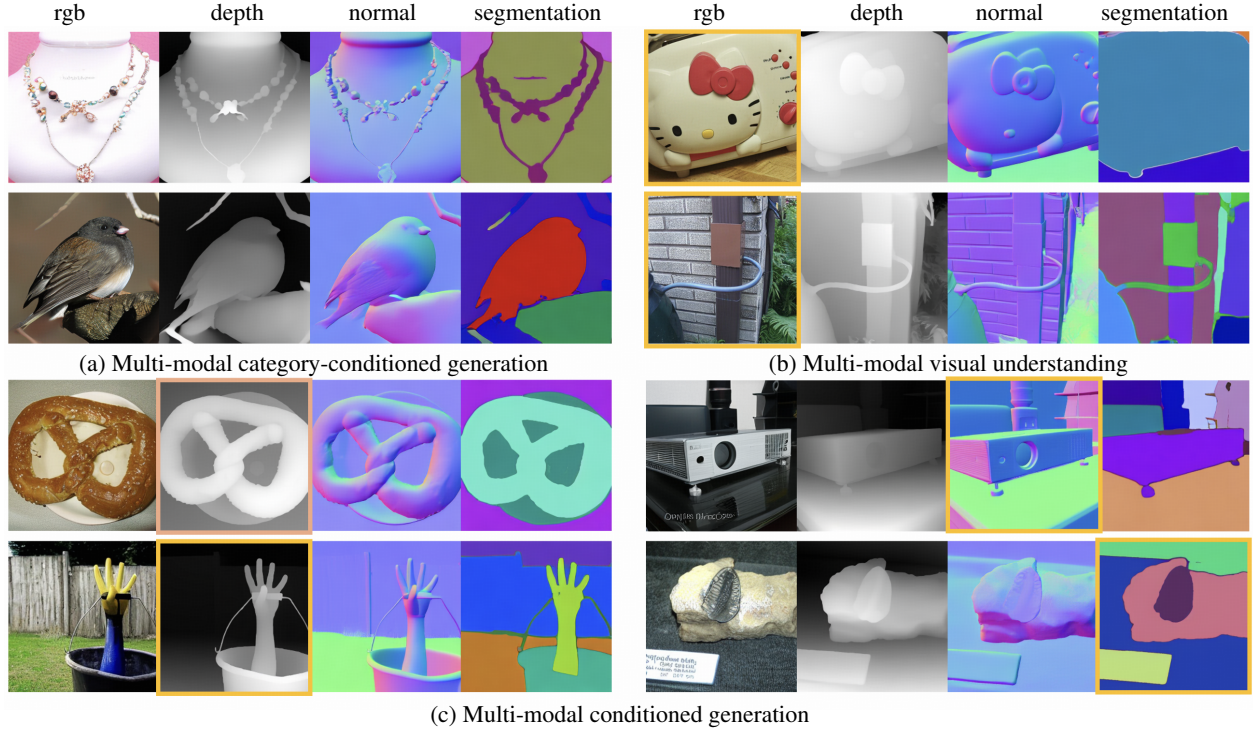 rgb depth normal segmentation rgb depth normal segmentation
(a) Multi-modal category-conditioned generation (b) Multi-modal visual understanding
(c) Multi-modal conditioned generation